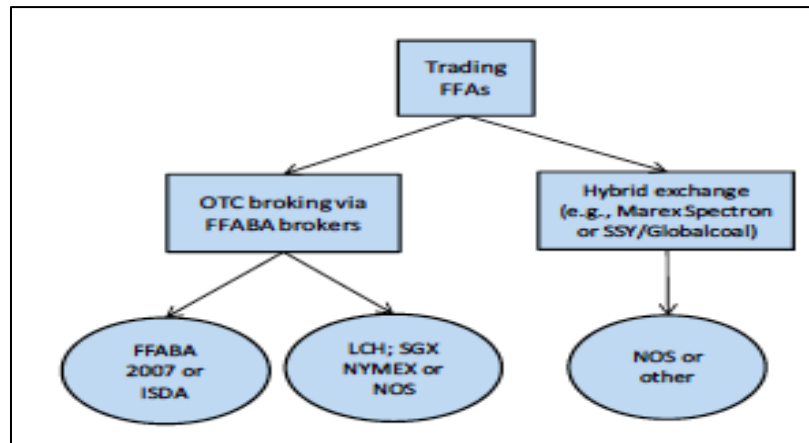 Trading
FFAs
OTC broking via
FFABA brokers
Hybrid exchange
(e.g., Marex Spectron
or SSY/Globalcoal)
FFABA
2007 or
ISDA
LCH; SGX
NYMEX or
NOS
NOS or
other